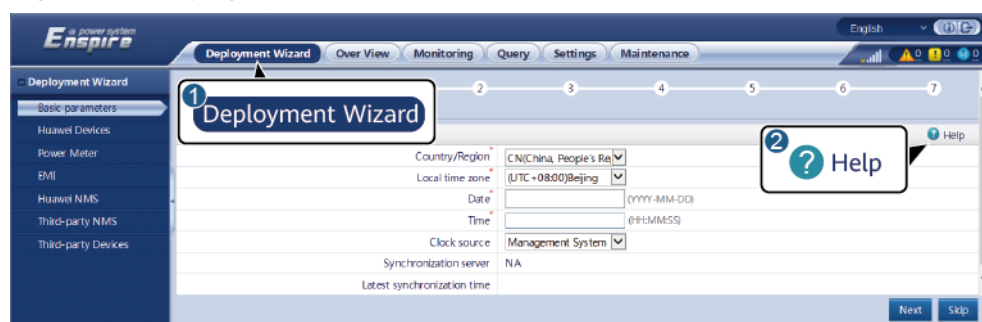 a power system
Enspire
English
Deployment Wizard
Over View
Monitoring
Query
Settings
Maintenance
0
0
0
Deployment Wizard
Basic parameters
Huawei Devices
Power Meter
EMI
Huawei NMS
Third-party NMS
Third-party Devices
1
Deployment Wizard
2
3
4
5
6
7
? Help
2
? Help
Country/Region* CN(China, People's Re
Local time zone* (UTC+08:00)Beijing
Date* (YYYY-MM-DD)
Time* (HH:MM:SS)
Clock source Management System
Synchronization server NA
Latest synchronization time
Next
Skip